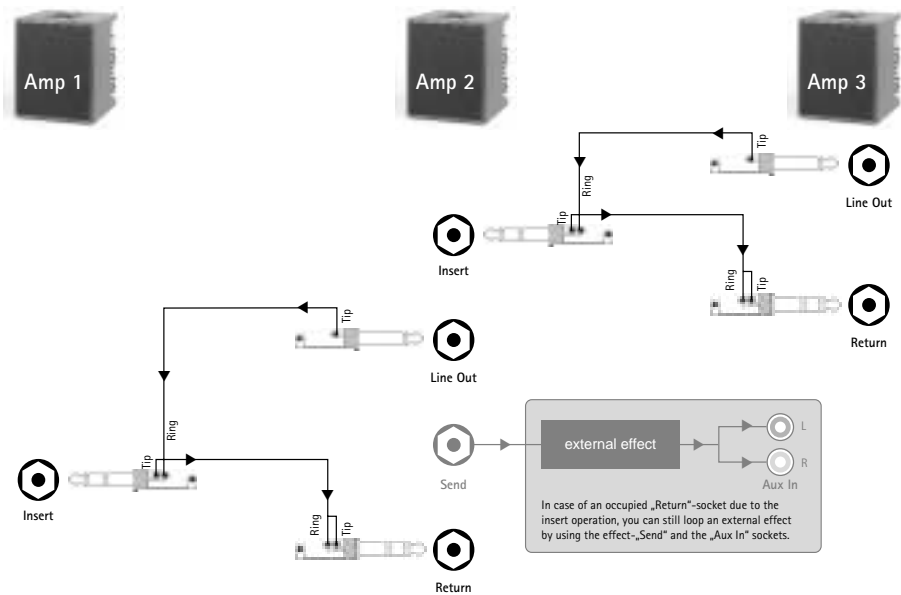 Amp 1
Amp 2
Amp 3
Tip
Line Out
Ring
Tip
Insert
Ring
Tip
Return
Tip
Line Out
Ring
Tip
Insert
Ring
Tip
Return
Send
external effect
L
R
Aux In
In case of an occupied „Return“-socket due to the
insert operation, you can still loop an external effect
by using the effect-„Send“ and the „Aux In“ sockets.